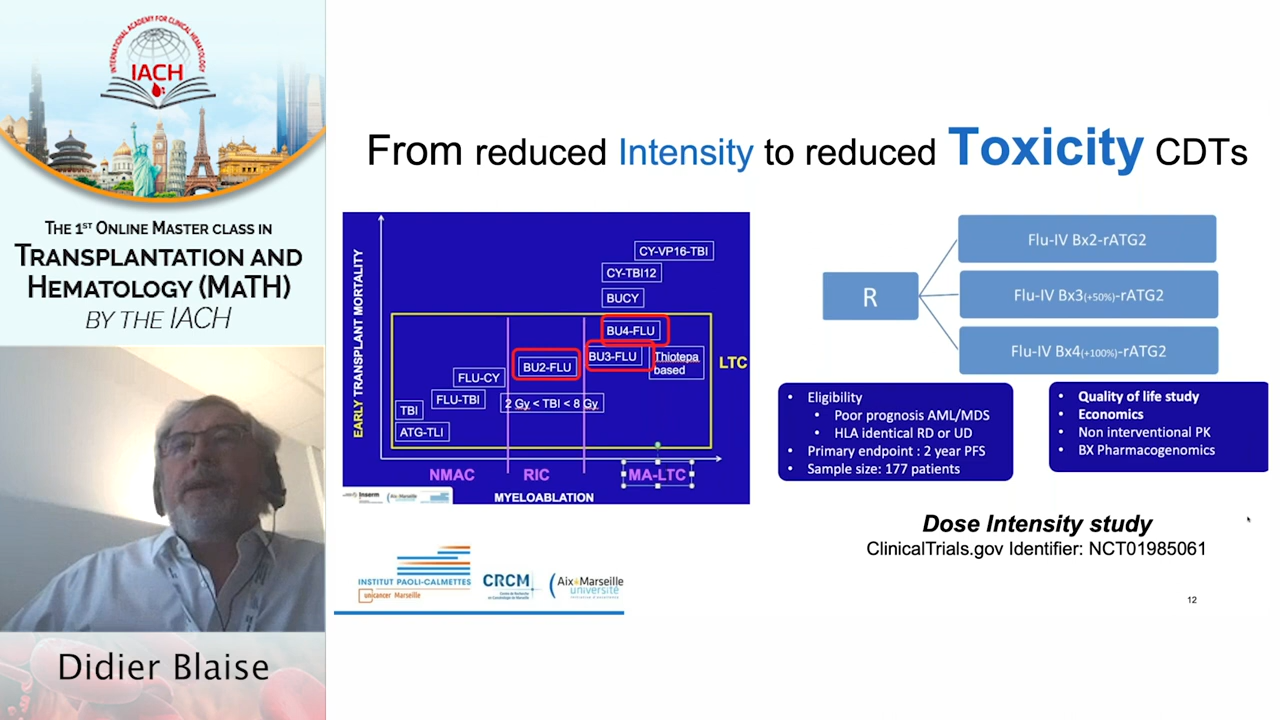 INTERNATIONAL ACADEMY FOR CLINICAL HEMATOLOGY
IACH
THE 1ST ONLINE MASTER CLASS IN
TRANSPLANTATION AND
HEMATOLOGY (MATH)
BY THE IACH
Didier Blaise
From reduced Intensity to reduced Toxicity CDTs
EARLY TRANSPLANT MORTALITY
CY-VP16-TBI
CY-TBI12
BUCY
BU4-FLU
BU3-FLU
Thiotepa
based
LTC
BU2-FLU
FLU-CY
FLU-TBI
2 Gy < TBI < 8 Gy
TBI
ATG-TLI
NMAC
RIC
MA-LTC
MYELOABLATION
Inserm
Aix-Marseille
R
Flu-IV Bx2-rATG2
Flu-IV Bx3(+50%)-rATG2
Flu-IV Bx4(+100%)-rATG2
• Eligibility
• Poor prognosis AML/MDS
• HLA identical RD or UD
• Primary endpoint : 2 year PFS
• Sample size: 177 patients
• Quality of life study
• Economics
• Non interventional PK
• BX Pharmacogenomics
Dose Intensity study
ClinicalTrials.gov Identifier: NCT01985061
INSTITUT PAOLI-CALMETTES
unicancer Marseille
CRCM
Aix*Marseille
université
12